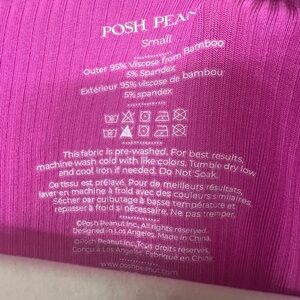 POSH PEA
Small
Outer 95% Viscose from Bamboo
5% Spandex
Extérieur 95% viscose de bambou
5% spandex
This fabric is pre-washed. For best results,
machine wash cold with like colors. Tumble dry low
and cool iron if needed. Do Not Soak.
Ce tissu est prélavé. Pour de meilleurs résultats,
laver en machine à froid avec des couleurs similaires.
Sécher par culbutage à basse température et
repasser à froid si nécessaire. Ne pas tremper.
©Posh Peanut Inc, All rights reserved.
Designed in Los Angeles. Made in China.
©Posh Peanut Inc, Tous droits réservés.
Conçu à Los Angeles. Fabriqué en Chine.
www.poshpeanut.com